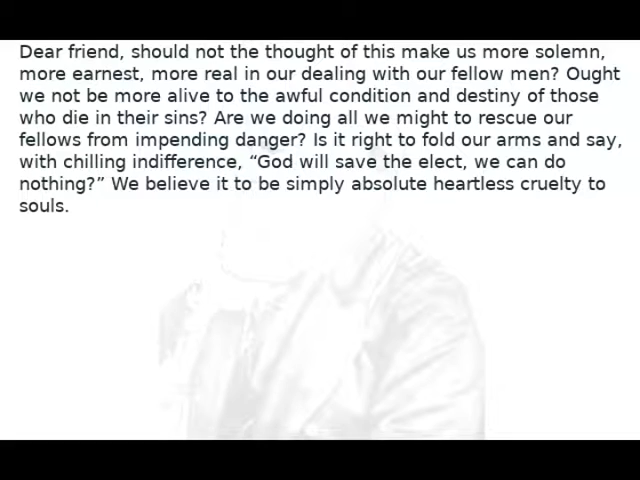 Dear friend, should not the thought of this make us more solemn,
more earnest, more real in our dealing with our fellow men? Ought
we not be more alive to the awful condition and destiny of those
who die in their sins? Are we doing all we might to rescue our
fellows from impending danger? Is it right to fold our arms and say,
with chilling indifference, “God will save the elect, we can do
nothing?” We believe it to be simply absolute heartless cruelty to
souls.